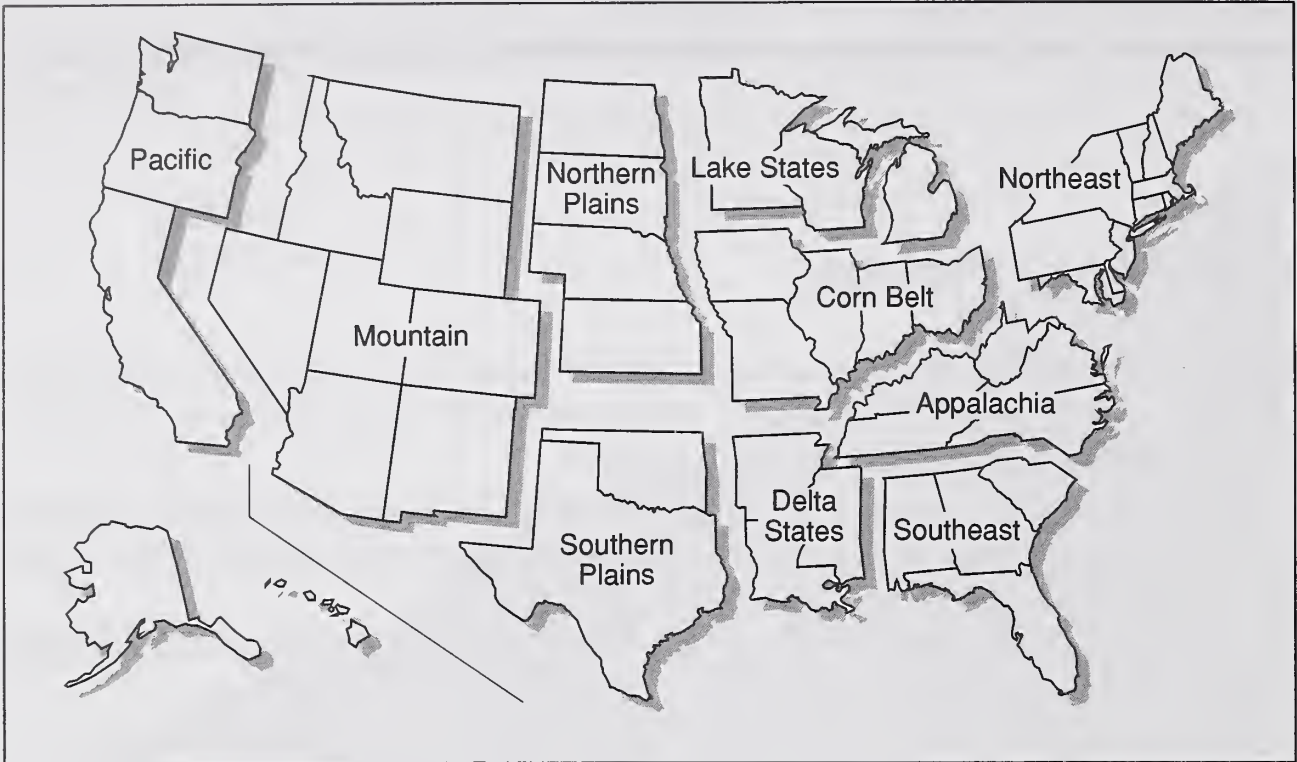 Pacific
Northern
Plains
Lake States
Northeast
Mountain
Corn Belt
Appalachia
Southern
Plains
Delta
States
Southeast